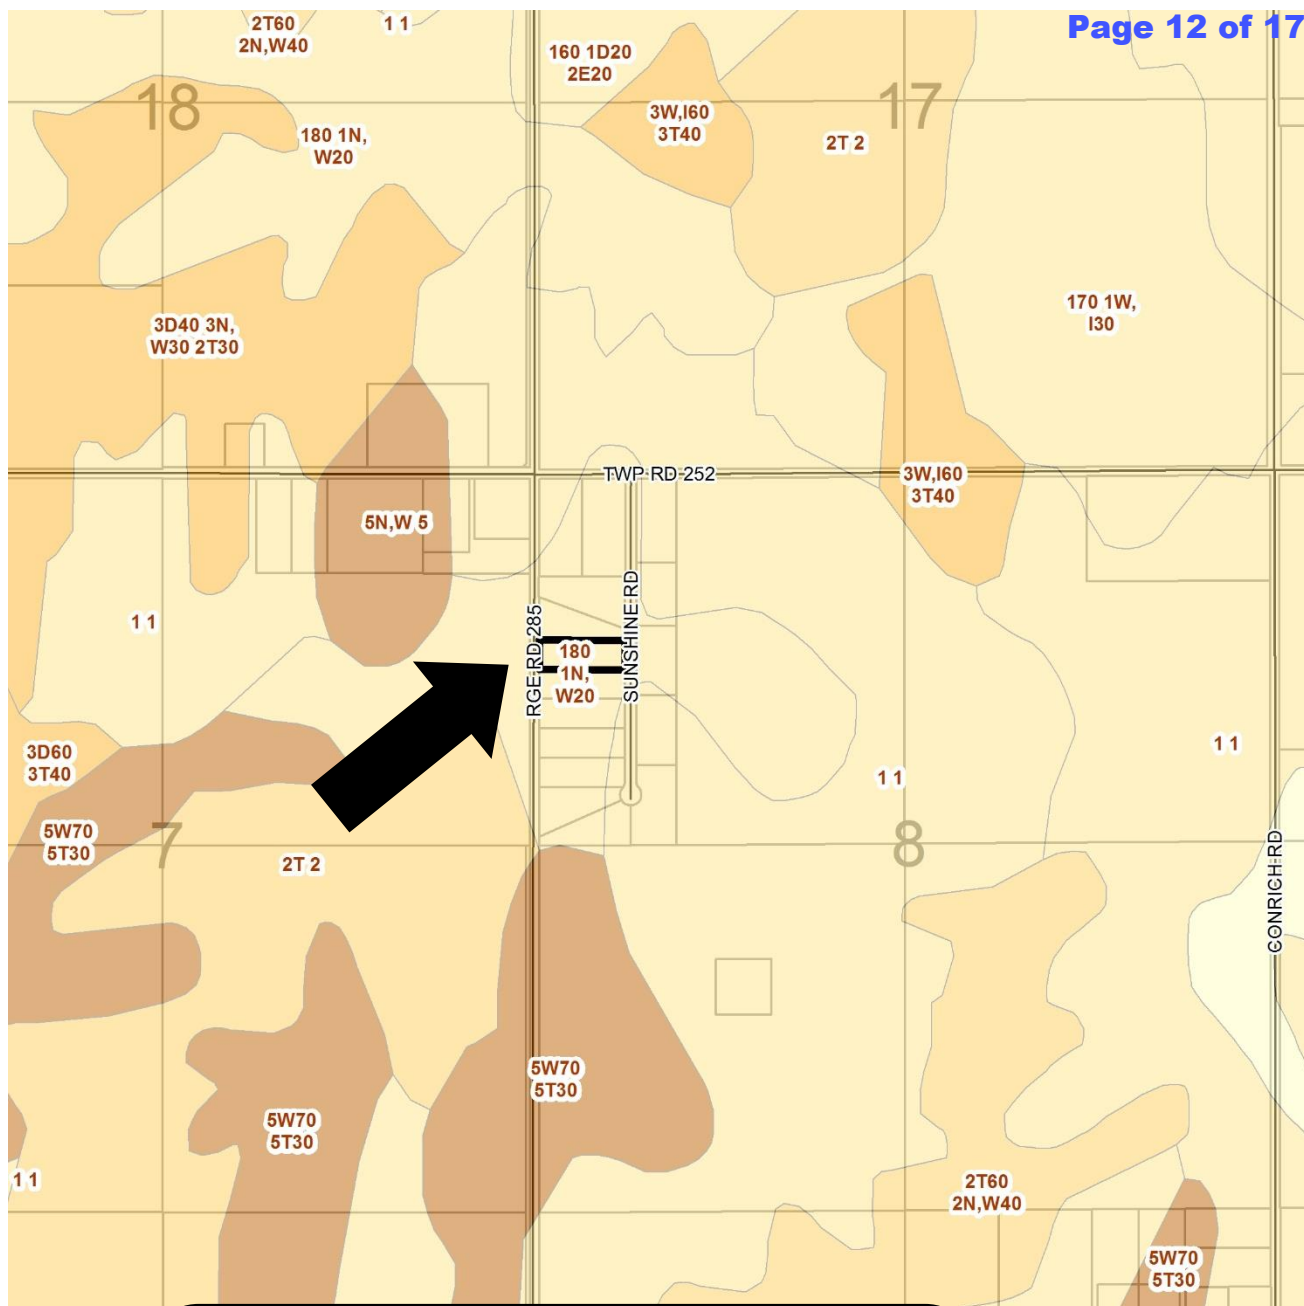 Page 12 of 17
2T60
2N,W40
1 1
160 1D20
2E20
18
17
3W,I60
3T40
2T 2
180 1N,
W20
170 1W,
I30
3D40 3N,
W30 2T30
TWP RD 252
3W,I60
3T40
5N,W 5
1 1
RGE RD 285
SUNSHINE RD
180
1N,
W20
3D60
3T40
1 1
1 1
5W70
5T30
7
2T 2
8
CONRICH RD
5W70
5T30
5W70
5T30
1 1
2T60
2N,W40
5W70
5T30